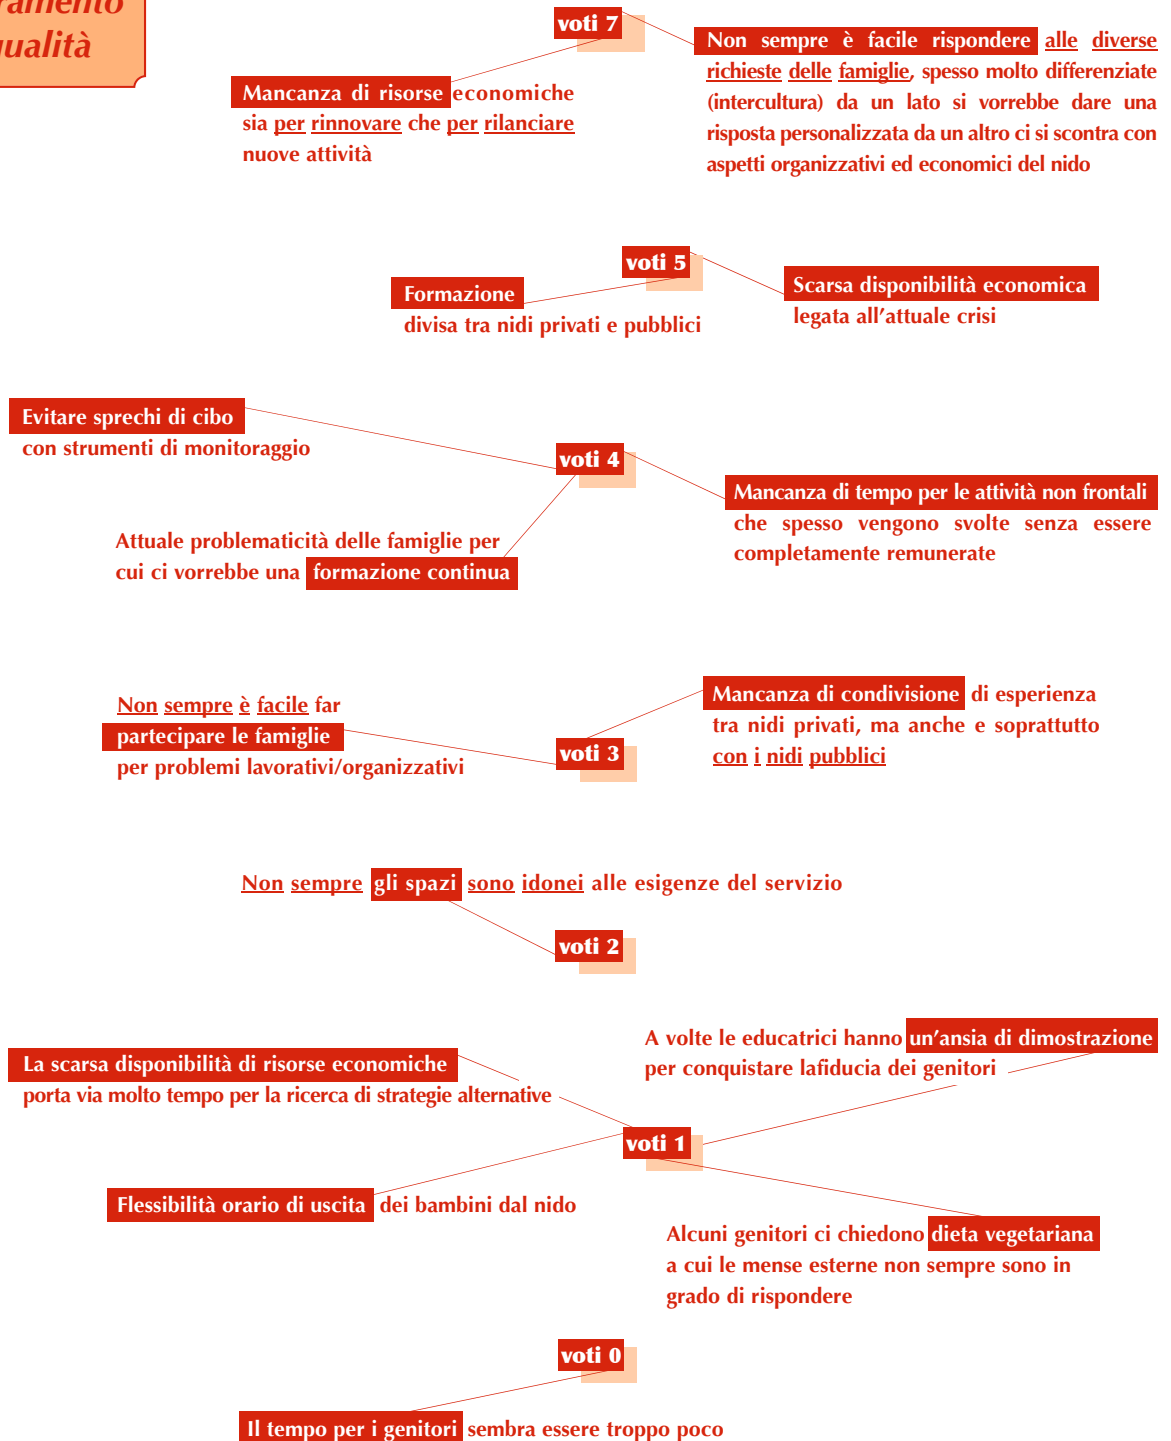 ualità
voti 7
Mancanza di risorse economiche
sia per rinnovare che per rilanciare
nuove attività
Non sempre è facile rispondere alle diverse
richieste delle famiglie, spesso molto differenziate
(intercultura) da un lato si vorrebbe dare una
risposta personalizzata da un altro ci si scontra con
aspetti organizzativi ed economici del nido
voti 5
Formazione
divisa tra nidi privati e pubblici
Scarsa disponibilità economica
legata all’attuale crisi
Evitare sprechi di cibo
con strumenti di monitoraggio
voti 4
Mancanza di tempo per le attività non frontali
che spesso vengono svolte senza essere
completamente remunerate
Attuale problematicità delle famiglie per
cui ci vorrebbe una formazione continua
Non sempre è facile far
partecipare le famiglie
per problemi lavorativi/organizzativi
Mancanza di condivisione di esperienza
tra nidi privati, ma anche e soprattutto
con i nidi pubblici
voti 3
Non sempre gli spazi sono idonei alle esigenze del servizio
voti 2
A volte le educatrici hanno un’ansia di dimostrazione
per conquistare lafiducia dei genitori
La scarsa disponibilità di risorse economiche
porta via molto tempo per la ricerca di strategie alternative
voti 1
Flessibilità orario di uscita dei bambini dal nido
Alcuni genitori ci chiedono dieta vegetariana
a cui le mense esterne non sempre sono in
grado di rispondere
voti 0
Il tempo per i genitori sembra essere troppo poco